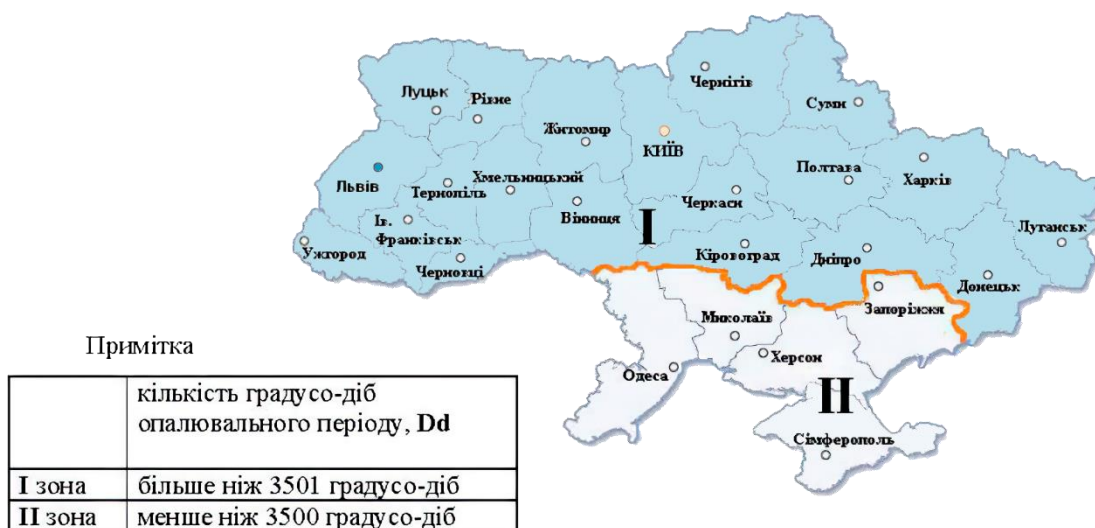 Чернігів
Луцьк
Рівне
Суми
Житомир
КИЇВ
Львів
Тернопіль
Хмельницький
Вінниця
Черкаси
Полтава
Харків
Ів.
Франківськ
Ужгород
Черновці
I
Кіровоград
Дніпро
Луганськ
Донецьк
Запоріжжя
Миколаїв
Херсон
Одеса
II
Сімферополь
Примітка
кількість градусо-діб
опалювального періоду, Dd
I зона більше ніж 3501 градусо-діб
II зона менше ніж 3500 градусо-діб